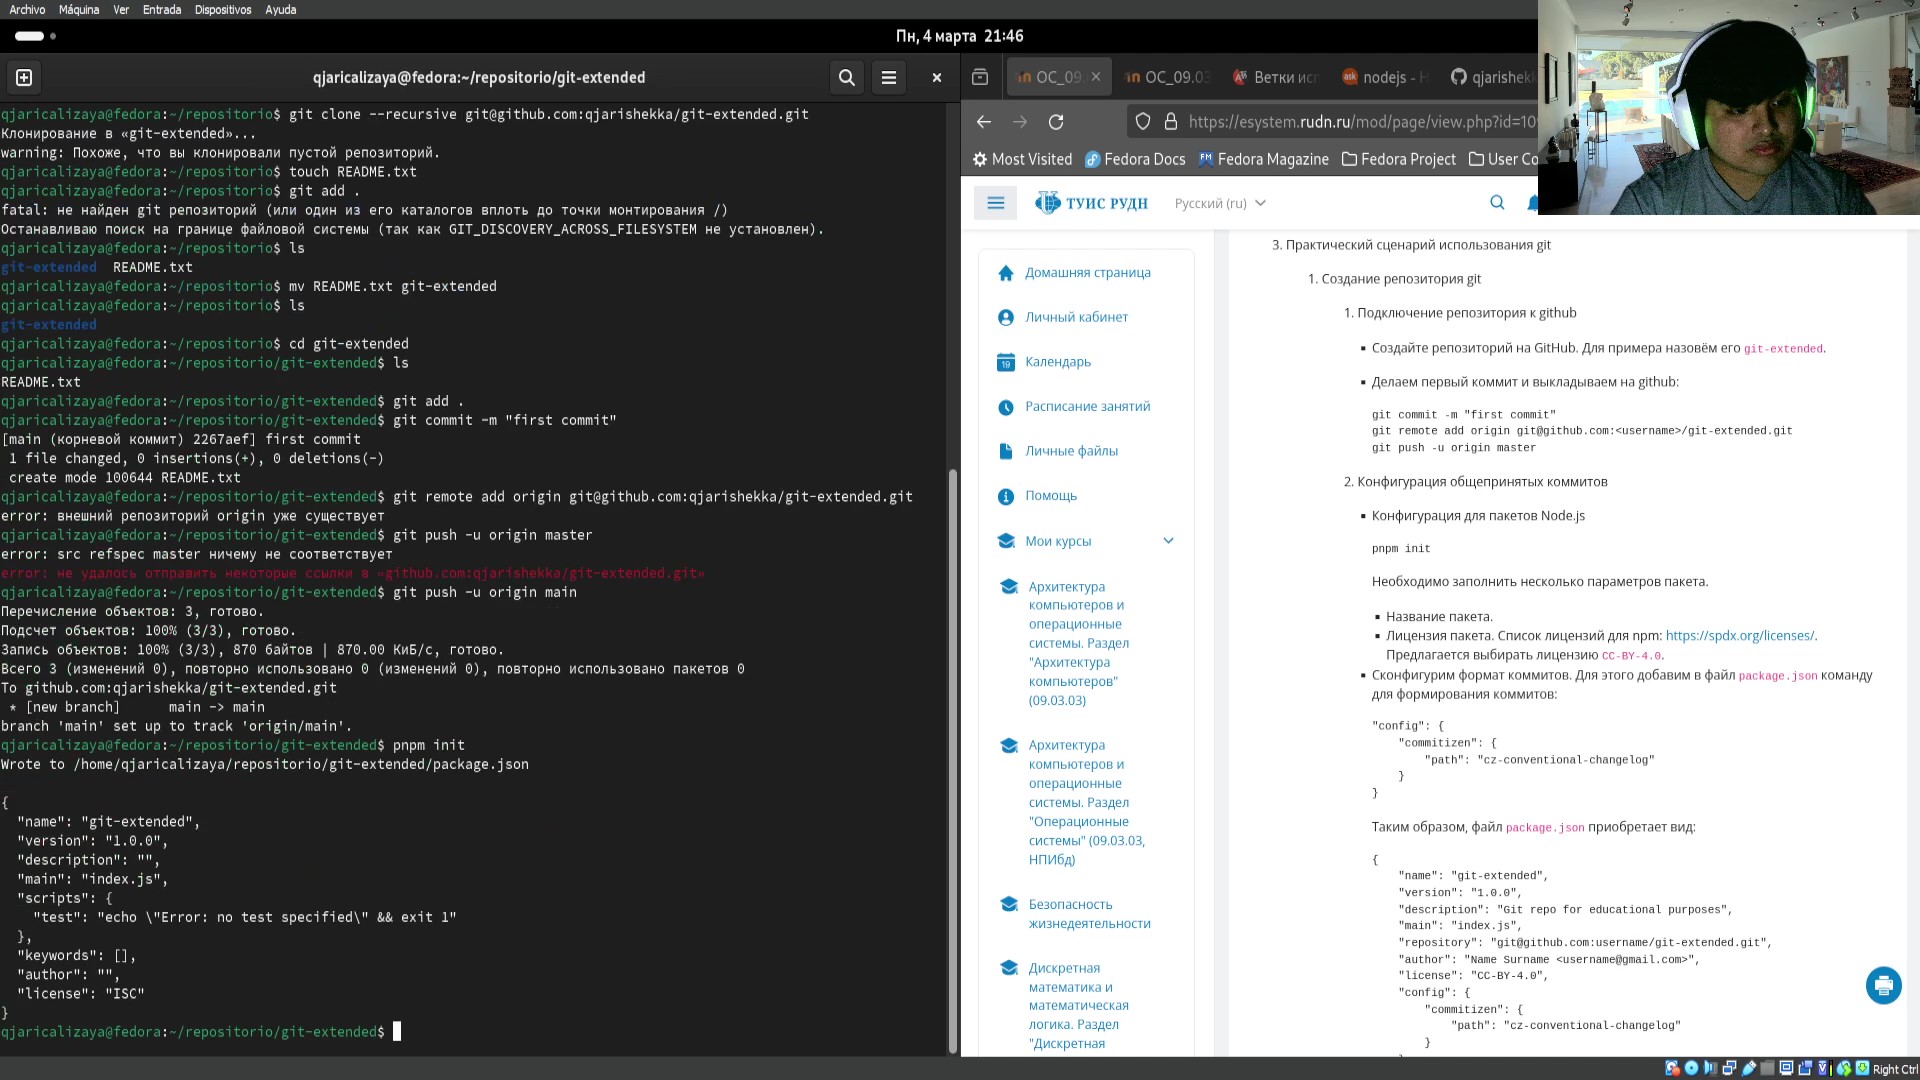 Archivo Máquina Ver Entrada Dispositivos Ayuda
Пн, 4 марта 21:46
qjaricalizaya@fedora:~/repositorio/git-extended
qjaricalizaya@fedora:~/repositorio$ git clone --recursive git@github.com:qjarishekka/git-extended.git
Клонирование в «git-extended»...
warning: Похоже, что вы клонировали пустой репозиторий.
qjaricalizaya@fedora:~/repositorio$ touch README.txt
qjaricalizaya@fedora:~/repositorio$ git add .
fatal: не найден git репозиторий (или один из его каталогов вплоть до точки монтирования /)
Останавливаю поиск на границе файловой системы (так как GIT_DISCOVERY_ACROSS_FILESYSTEM не установлен).
qjaricalizaya@fedora:~/repositorio$ ls
git-extended README.txt
qjaricalizaya@fedora:~/repositorio$ mv README.txt git-extended
qjaricalizaya@fedora:~/repositorio$ ls
git-extended
qjaricalizaya@fedora:~/repositorio$ cd git-extended
qjaricalizaya@fedora:~/repositorio/git-extended$ ls
README.txt
qjaricalizaya@fedora:~/repositorio/git-extended$ git add .
qjaricalizaya@fedora:~/repositorio/git-extended$ git commit -m "first commit"
[main (корневой коммит) 2267aef] first commit
1 file changed, 0 insertions(+), 0 deletions(-)
create mode 100644 README.txt
qjaricalizaya@fedora:~/repositorio/git-extended$ git remote add origin git@github.com:qjarishekka/git-extended.git
error: внешний репозиторий origin уже существует
qjaricalizaya@fedora:~/repositorio/git-extended$ git push -u origin master
error: src refspec master ничему не соответствует
error: не удалось отправить некоторые ссылки в «github.com:qjarishekka/git-extended.git»
qjaricalizaya@fedora:~/repositorio/git-extended$ git push -u origin main
Перечисление объектов: 3, готово.
Подсчет объектов: 100% (3/3), готово.
Запись объектов: 100% (3/3), 870 байтов | 870.00 КиБ/с, готово.
Всего 3 (изменений 0), повторно использовано 0 (изменений 0), повторно использовано пакетов 0
To github.com:qjarishekka/git-extended.git
* [new branch] main -> main
branch 'main' set up to track 'origin/main'.
qjaricalizaya@fedora:~/repositorio/git-extended$ pnpm init
Wrote to /home/qjaricalizaya/repositorio/git-extended/package.json
{
"name": "git-extended",
"version": "1.0.0",
"description": "",
"main": "index.js",
"scripts": {
"test": "echo \"Error: no test specified\" && exit 1"
},
"keywords": [],
"author": "",
"license": "ISC"
}
qjaricalizaya@fedora:~/repositorio/git-extended$
OC_09. OC_09.03 Ветки исп nodejs - H qjarishekk
https://esystem.rudn.ru/mod/page/view.php?id=109
Most Visited Fedora Docs Fedora Magazine Fedora Project User Co
ТУИС РУДН Русский (ru)
Домашняя страница
Личный кабинет
Календарь
Расписание занятий
Личные файлы
Помощь
Мои курсы
Архитектура
компьютеров и
операционные
системы. Раздел
"Архитектура
компьютеров"
(09.03.03)
Архитектура
компьютеров и
операционные
системы. Раздел
"Операционные
системы" (09.03.03,
НПИбд)
Безопасность
жизнедеятельности
Дискретная
математика и
математическая
логика. Раздел
"Дискретная
3. Практический сценарий использования git
1. Создание репозитория git
1. Подключение репозитория к github
▪ Создайте репозиторий на GitHub. Для примера назовём его git-extended.
▪ Делаем первый коммит и выкладываем на github:
git commit -m "first commit"
git remote add origin git@github.com:<username>/git-extended.git
git push -u origin master
2. Конфигурация общепринятых коммитов
▪ Конфигурация для пакетов Node.js
pnpm init
Необходимо заполнить несколько параметров пакета.
▪ Название пакета.
▪ Лицензия пакета. Список лицензий для npm: https://spdx.org/licenses/.
Предлагается выбирать лицензию CC-BY-4.0.
▪ Сконфигурим формат коммитов. Для этого добавим в файл package.json команду
для формирования коммитов:
"config": {
"commitizen": {
"path": "cz-conventional-changelog"
}
}
Таким образом, файл package.json приобретает вид:
{
"name": "git-extended",
"version": "1.0.0",
"description": "Git repo for educational purposes",
"main": "index.js",
"repository": "git@github.com:username/git-extended.git",
"author": "Name Surname <username@gmail.com>",
"license": "CC-BY-4.0",
"config": {
"commitizen": {
"path": "cz-conventional-changelog"
}
Right Ctrl